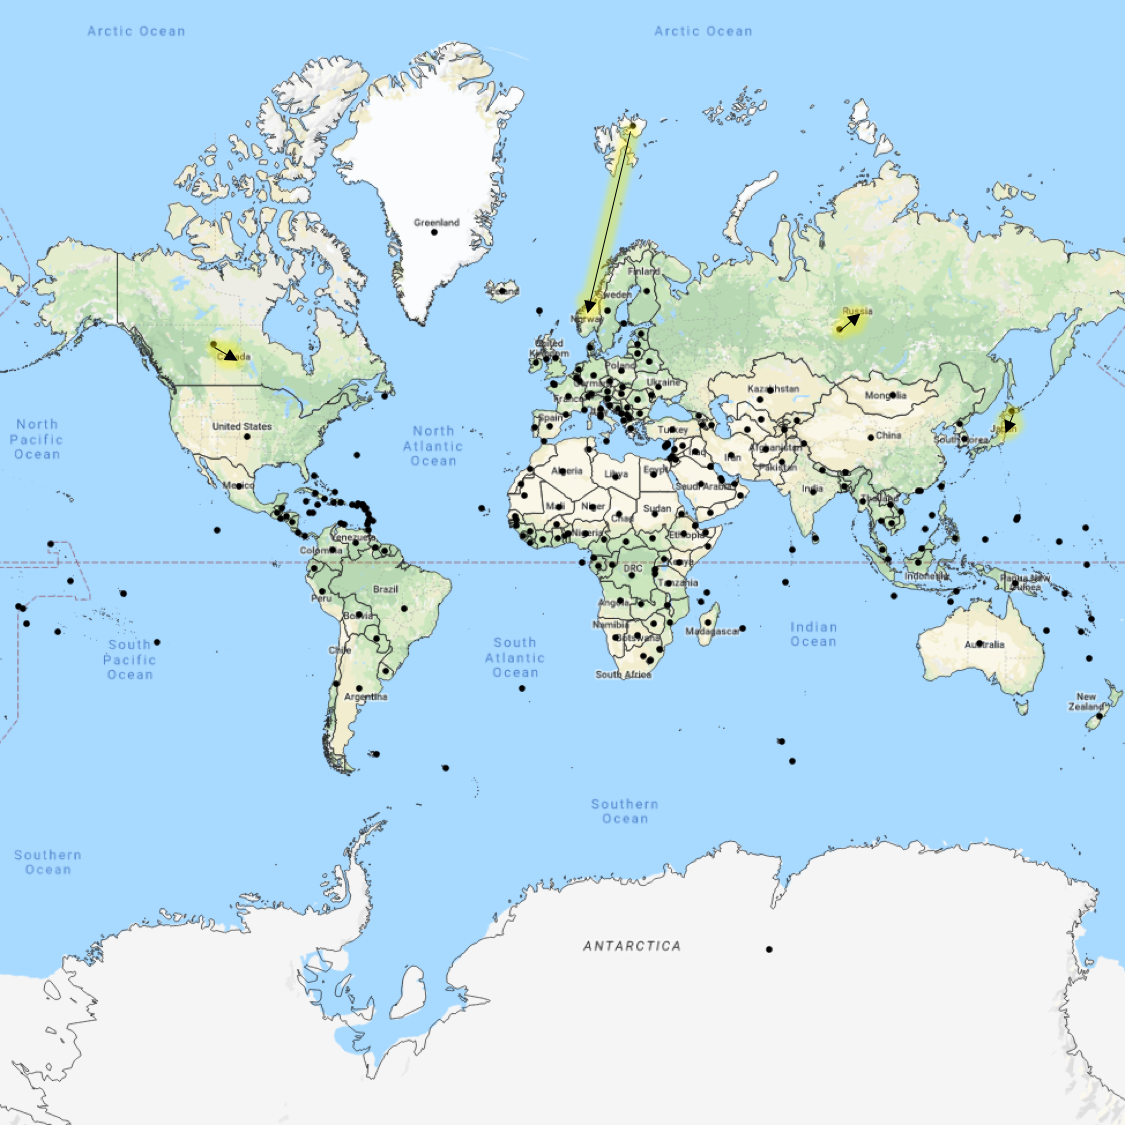 Arctic Ocean
Arctic Ocean
Greenland
Iceland
Finland
Sweden
Norway
Russia
Canada
United
Kingdom
Poland
Germany
Ukraine
France
Kazakhstan
Mongolia
North
Pacific
Ocean
United States
North
Atlantic
Ocean
Spain
Turkey
China
South Korea
Japan
Afghanistan
Iraq
Iran
Pakistan
Algeria
Libya
Egypt
Saudi Arabia
India
Mexico
Mali
Niger
Chad
Sudan
Thailand
Nigeria
Ethiopia
Venezuela
Colombia
Kenya
DRC
Indonesia
Papua New
Guinea
Brazil
Peru
Tanzania
Angola
Bolivia
Namibia
Botswana
Madagascar
Indian
Ocean
South
Pacific
Ocean
Chile
South
Atlantic
Ocean
Australia
South Africa
Argentina
New
Zealand
Southern
Ocean
Southern
Ocean
ANTARCTICA